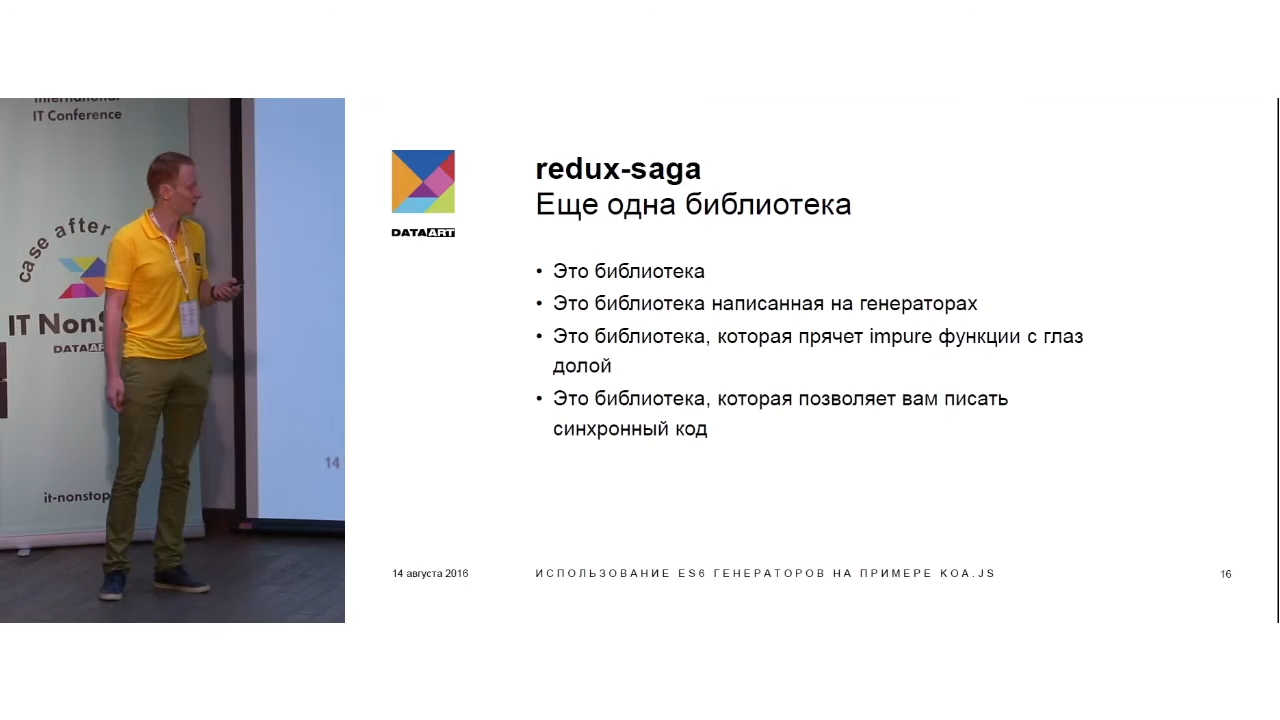 International
IT Conference
case after
IT Non
DATAA
it-nonstop
14
DATAART
redux-saga
Еще одна библиотека
• Это библиотека
• Это библиотека написанная на генераторах
• Это библиотека, которая прячет impure функции с глаз
долой
• Это библиотека, которая позволяет вам писать
синхронный код
14 августа 2016
ИСПОЛЬЗОВАНИЕ ES6 ГЕНЕРАТОРОВ НА ПРИМЕРЕ KOA.JS
16